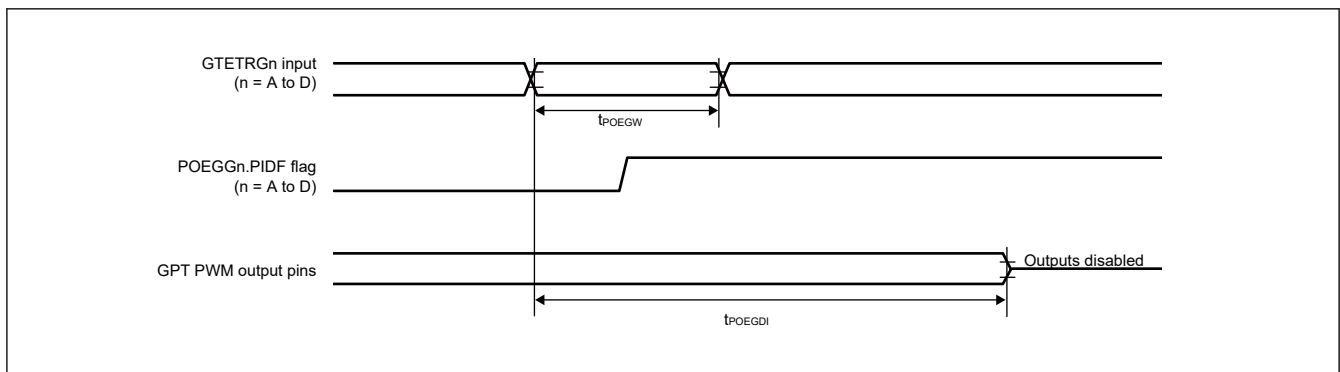 GTETRGn input
(n = A to D)
tPOEGW
POEGGn.PIDF flag
(n = A to D)
GPT PWM output pins
Outputs disabled
tPOEGDI